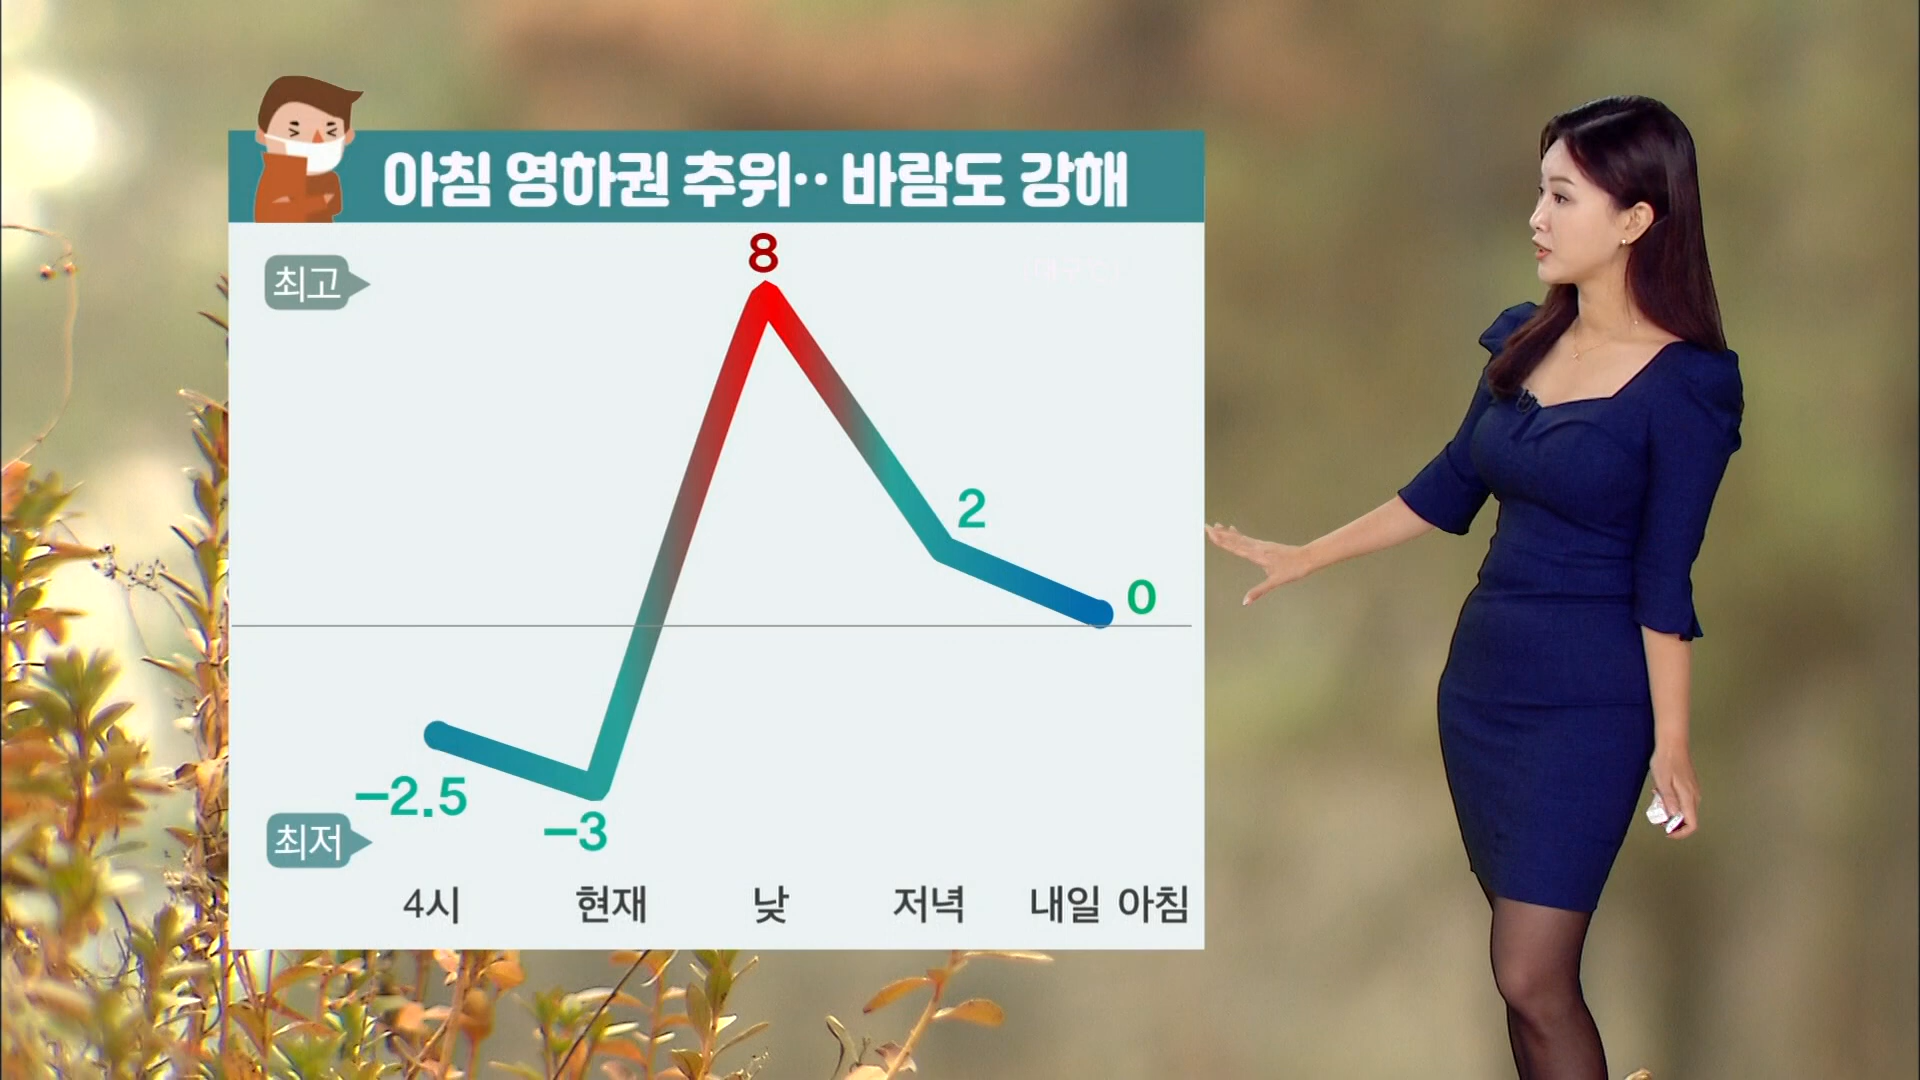 아침 영하권 추위‥ 바람도 강해
최고
8
2
0
-2.5
-3
최저
4시 현재 낮 저녁 내일 아침